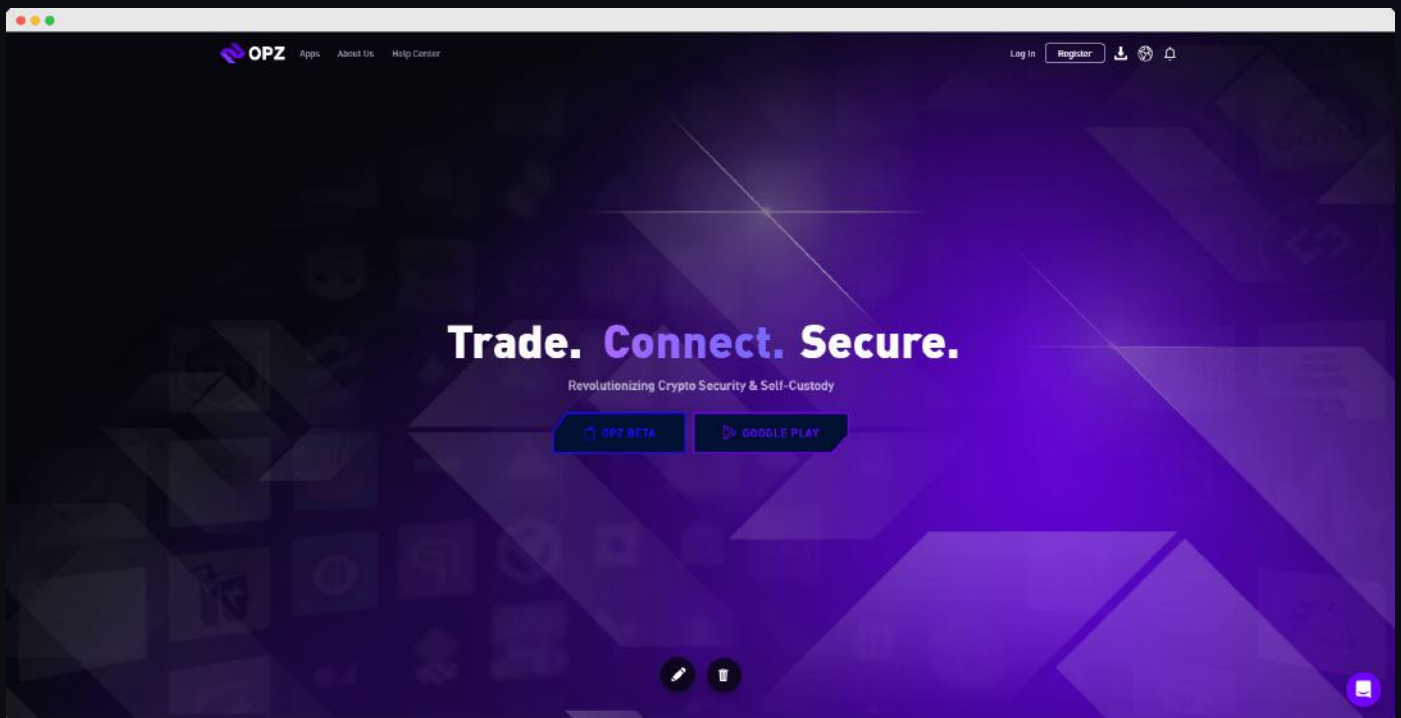 OPZ Apps About Us Help Center Log In Register
Trade. Connect. Secure.
Revolutionizing Crypto Security & Self-Custody
OPZ BETA GOOGLE PLAY